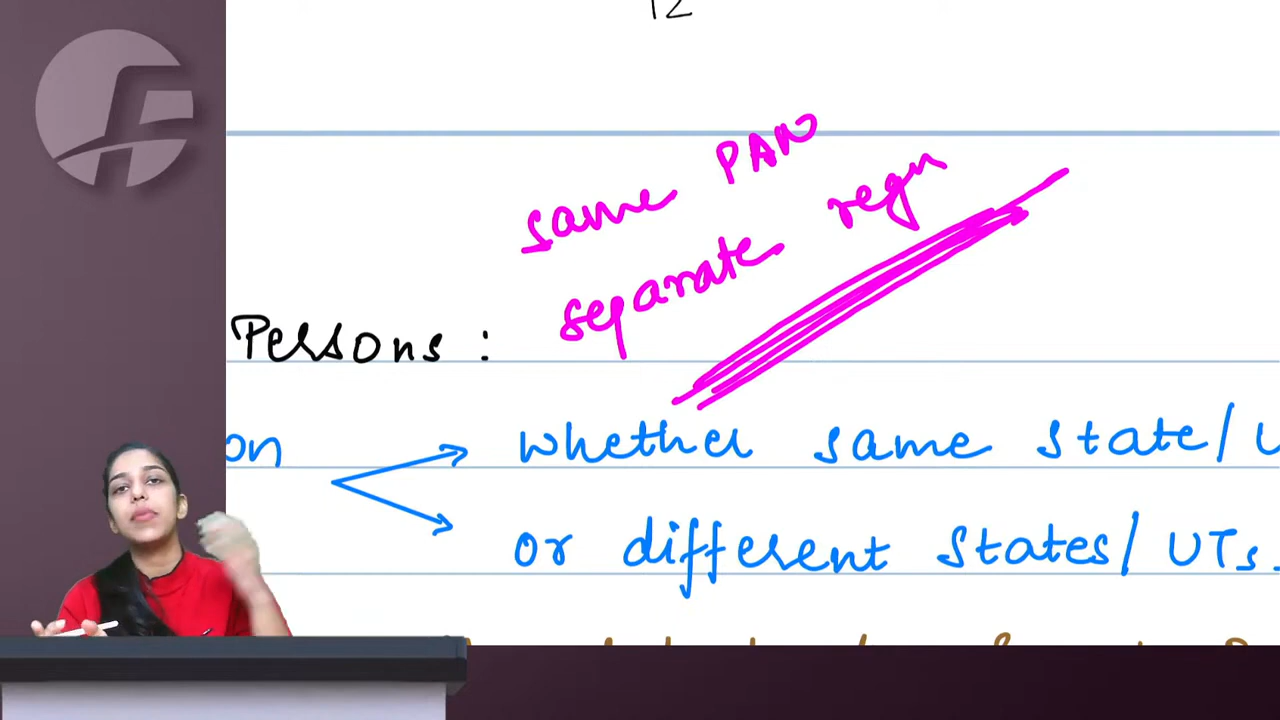 12
same PAN
separate regn
Persons :
on whether same state/ U
or different states/ UTs.